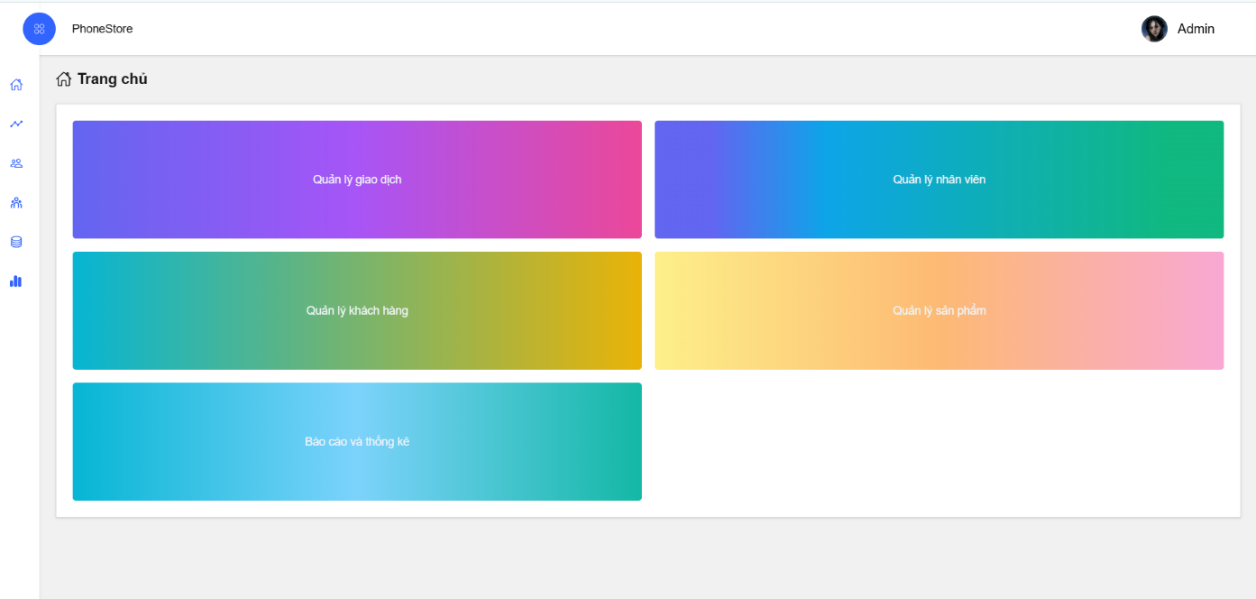 PhoneStore
Admin
Trang chủ
Quản lý giao dịch
Quản lý nhân viên
Quản lý khách hàng
Quản lý sản phẩm
Báo cáo và thống kê